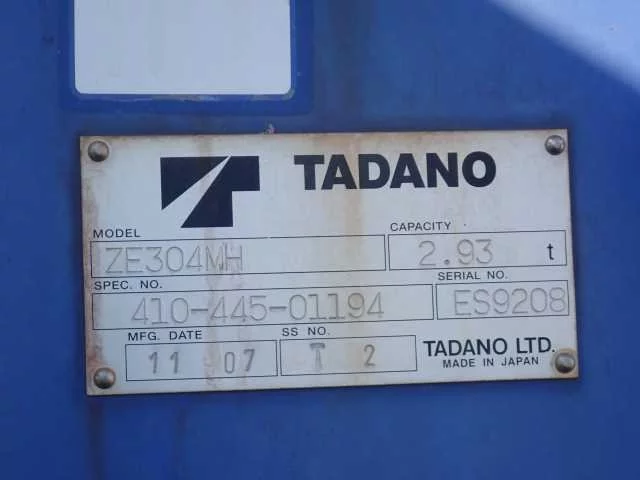 TADANO
MODEL
ZE304MH
CAPACITY
2.93 t
SPEC. NO.
410-445-01194
SERIAL NO.
ES9208
MFG. DATE
11 07
SS NO.
T 2
TADANO LTD.
MADE IN JAPAN